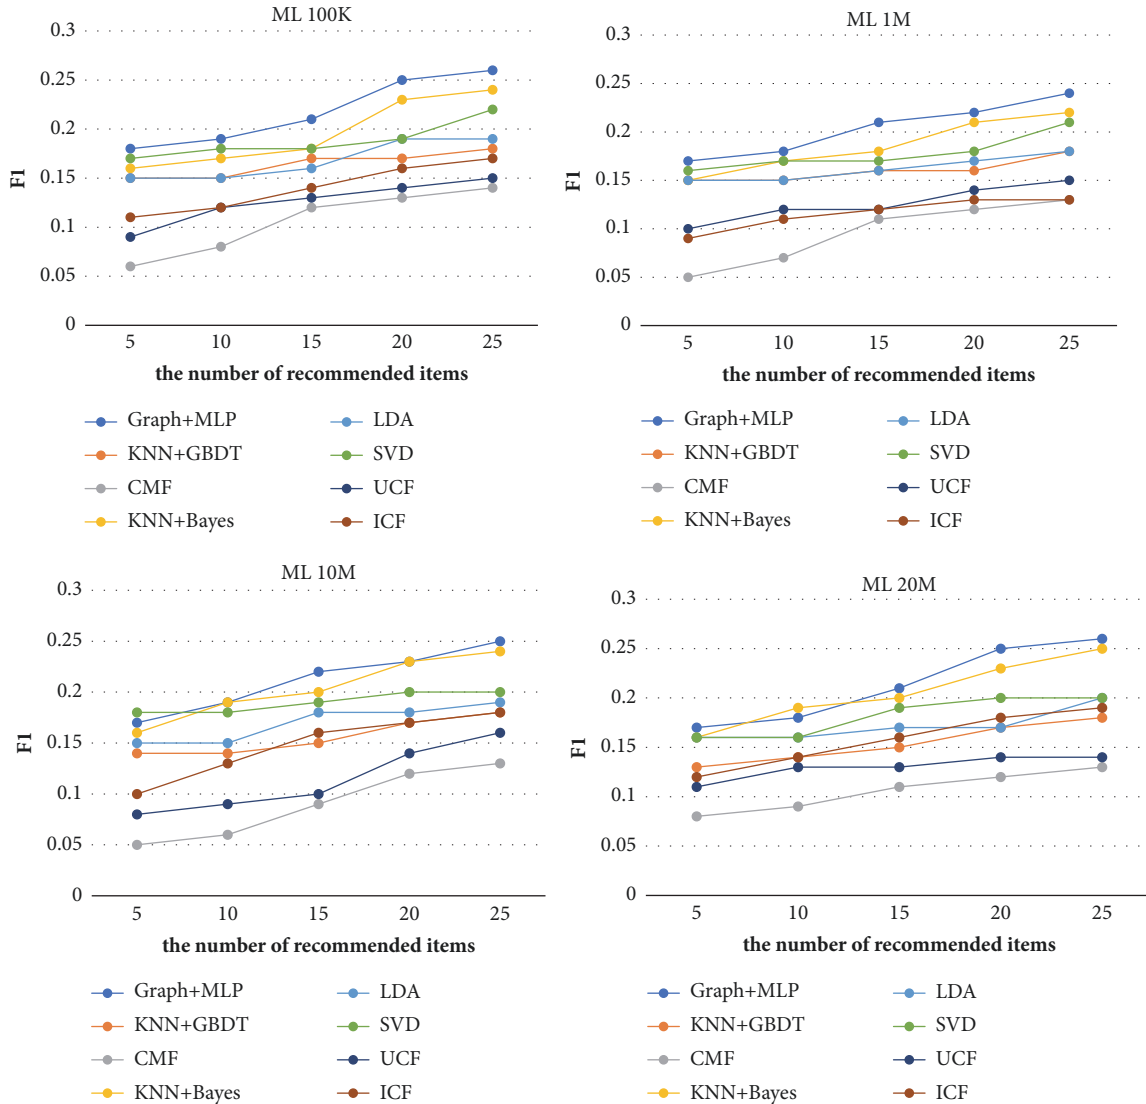 ML 100K
0.3
0.25
0.2
0.15
0.1
0.05
0
F1
5 10 15 20 25
the number of recommended items
Graph+MLP
KNN+GBDT
CMF
KNN+Bayes
LDA
SVD
UCF
ICF
ML 1M
0.3
0.25
0.2
0.15
0.1
0.05
0
F1
5 10 15 20 25
the number of recommended items
Graph+MLP
KNN+GBDT
CMF
KNN+Bayes
LDA
SVD
UCF
ICF
ML 10M
0.3
0.25
0.2
0.15
0.1
0.05
0
F1
5 10 15 20 25
the number of recommended items
Graph+MLP
KNN+GBDT
CMF
KNN+Bayes
LDA
SVD
UCF
ICF
ML 20M
0.3
0.25
0.2
0.15
0.1
0.05
0
F1
5 10 15 20 25
the number of recommended items
Graph+MLP
KNN+GBDT
CMF
KNN+Bayes
LDA
SVD
UCF
ICF